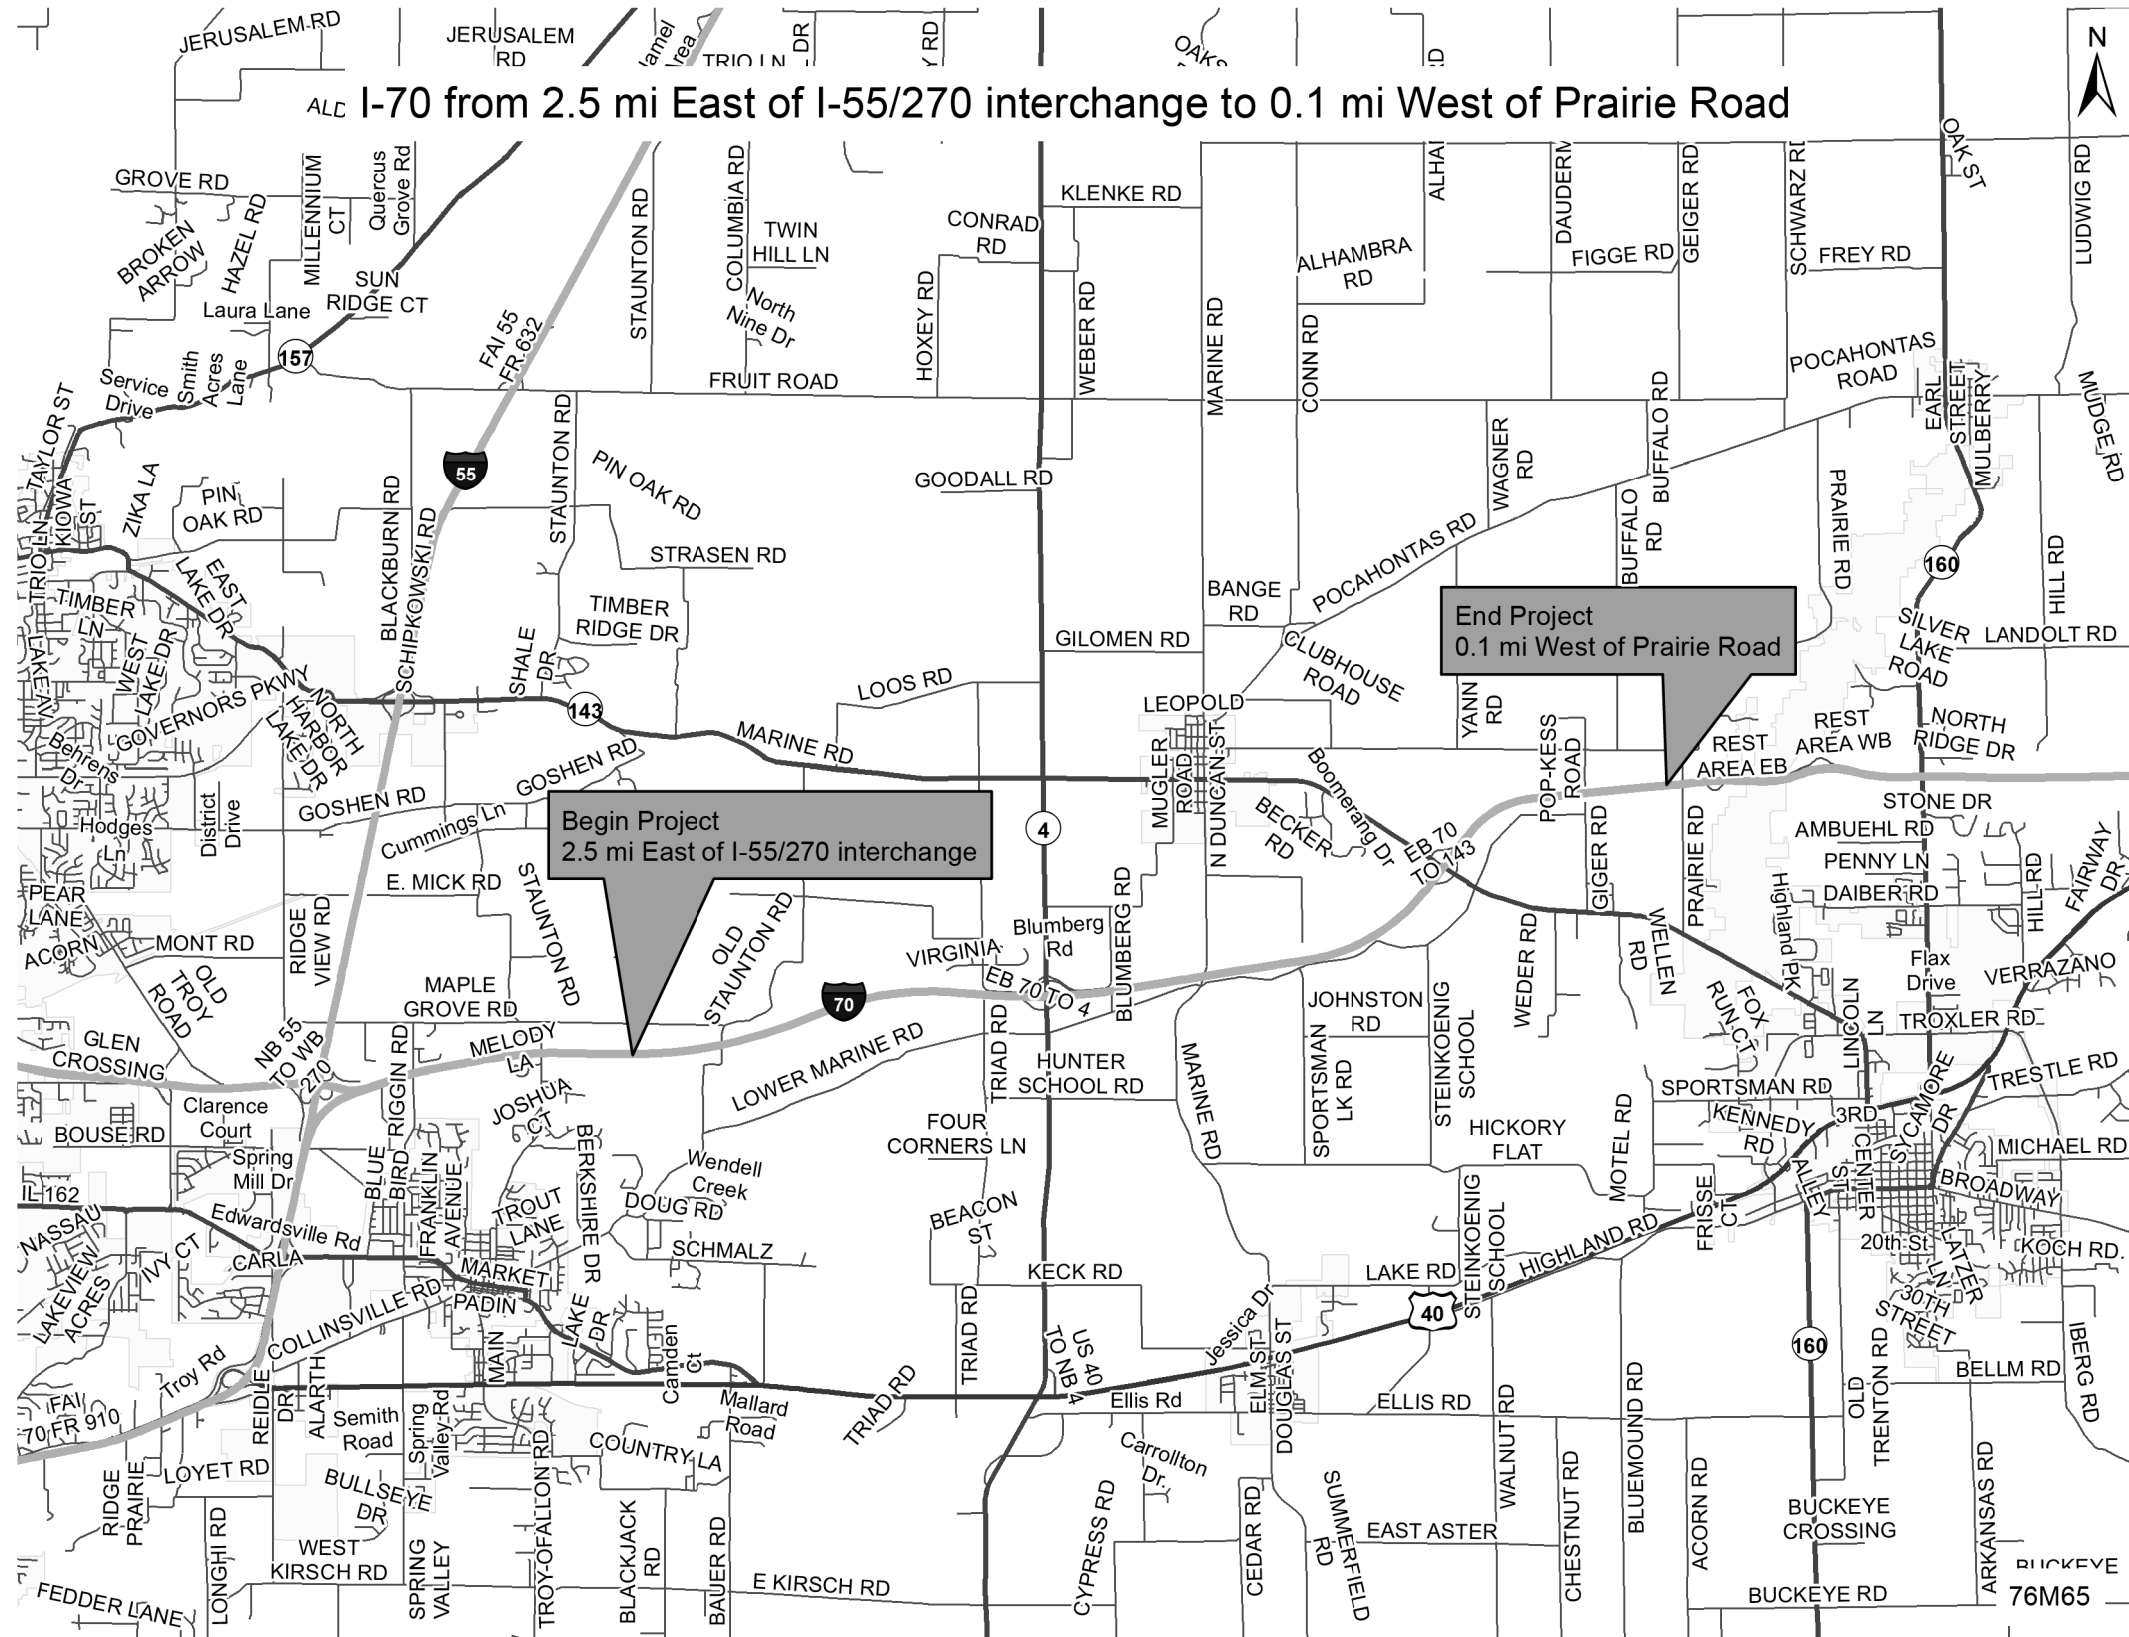 JERUSALEM RD
JERUSALEM
RD
TRIO LN
DR
RD
N
I-70 from 2.5 mi East of I-55/270 interchange to 0.1 mi West of Prairie Road
GROVE RD
BROKEN
ARROW
HAZEL RD
MILLENNIUM
CT
Quercus
Grove Rd
SUN
RIDGE CT
Laura Lane
157
Service
Drive
Smith
Acres
Lane
FAI 55
FR 632
STAUNTON RD
COLUMBIA RD
TWIN
HILL LN
North
Nine Dr
CONRAD
RD
HOXEY RD
KLENKE RD
WEBER RD
MARINE RD
CONN RD
ALHAMBRA
RD
FIGGE RD
GEIGER RD
SCHWARZ RD
FREY RD
OAK ST
LUDWIG RD
FRUIT ROAD
POCAHONTAS
ROAD
EARL
STREET
MULBERRY
MUDGE RD
TAYLOR ST
KIOWA
ST
TRIO LN
ZIKA LA
PIN
OAK RD
BLACKBURN RD
SCHIPKOWSKI RD
55
STAUNTON RD
PIN OAK RD
STRASEN RD
GOODALL RD
WAGNER
RD
BUFFALO RD
BUFFALO
RD
POCAHONTAS RD
PRAIRIE RD
160
HILL RD
EAST
LAKE DR
TIMBER
LN
WEST
LAKE DR
LAKE AV
TIMBER
RIDGE DR
SHALE
DR
GILOMEN RD
BANGE
RD
CLUBHOUSE
ROAD
End Project
0.1 mi West of Prairie Road
SILVER
LAKE
ROAD
LANDOLT RD
GOVERNORS PKWY
NORTH
HARBOR
LAKE DR
143
LOOS RD
LEOPOLD
YANN
RD
MARINE RD
GOSHEN RD
GOSHEN RD
Behrens
Dr
Hodges
Ln
District
Drive
Cummings Ln
Begin Project
2.5 mi East of I-55/270 interchange
4
MUGLER
ROAD
N DUNCAN ST
BECKER
RD
Boomerang Dr
EB 70
TO 143
POP-KESS
ROAD
REST
AREA EB
REST
AREA WB
NORTH
RIDGE DR
STONE DR
AMBUEHL RD
PENNY LN
DAIBER RD
HILL RD
FAIRWAY
DR
GIGER RD
PRAIRIE RD
Highland PK
PEAR
LANE
ACORN
E. MICK RD
MONT RD
RIDGE
VIEW RD
STAUNTON RD
OLD
STAUNTON RD
VIRGINIA
Blumberg
Rd
BLUMBERG RD
EB 70 TO 4
70
OLD
TROY
ROAD
MAPLE
GROVE RD
MELODY
LA
LOWER MARINE RD
TRIAD RD
JOHNSTON
RD
SPORTSMAN
LK RD
STEINKOENIG
SCHOOL
WEDER RD
WELLEN
RD
FOX
RUN CT
LINCOLN
LN
Flax
Drive
VERRAZANO
TROXLER RD
GLEN
CROSSING
NB 55
TO WB
270
RIGGIN RD
JOSHUA
CT
HUNTER
SCHOOL RD
MARINE RD
SPORTSMAN RD
TRESTLE RD
KENNEDY
RD
3RD
SYCAMORE
DR
Clarence
Court
BOUSE RD
Spring
Mill Dr
BLUE
BIRD
FRANKLIN
AVENUE
BERKSHIRE DR
TROUT
LANE
Wendell
Creek
DOUG RD
SCHMALZ
FOUR
CORNERS LN
BEACON
ST
HICKORY
FLAT
MOTEL RD
FRISSE
CT
ALLEY
CENTER
ST
MICHAEL RD
BROADWAY
IL 162
NASSAU
LAKEVIEW
ACRES
IVY CT
Edwardsville Rd
CARLA
MARKET
PADIN
COLLINSVILLE RD
LAKE
DR
KECK RD
LAKE RD
STEINKOENIG
SCHOOL
HIGHLAND RD
40
20th St
LATZER
LN
30TH
STREET
KOCH RD.
IBERG RD
160
Troy Rd
FAI
70 FR 910
REIDLE
DR
ALARTH
MAIN
Camden
Ct
Mallard
Road
TRIAD RD
TRIAD RD
US 40
TO NB 4
Jessica Dr
ELM ST
DOUGLAS ST
Ellis Rd
ELLIS RD
BELLM RD
OLD
TRENTON RD
Semith
Road
Spring
Valley Rd
LOYET RD
BULLSEYE
DR
COUNTRY LA
Carrollton
Dr.
RIDGE
PRAIRIE
LONGHI RD
WEST
KIRSCH RD
SPRING
VALLEY
TROY-OFALLON RD
BLACKJACK
RD
BAUER RD
E KIRSCH RD
CYPRESS RD
CEDAR RD
SUMMERFIELD
RD
EAST ASTER
WALNUT RD
CHESTNUT RD
BLUEMOUND RD
ACORN RD
BUCKEYE
CROSSING
ARKANSAS RD
BUCKEYE
BUCKEYE RD
FEDDER LANE
76M65